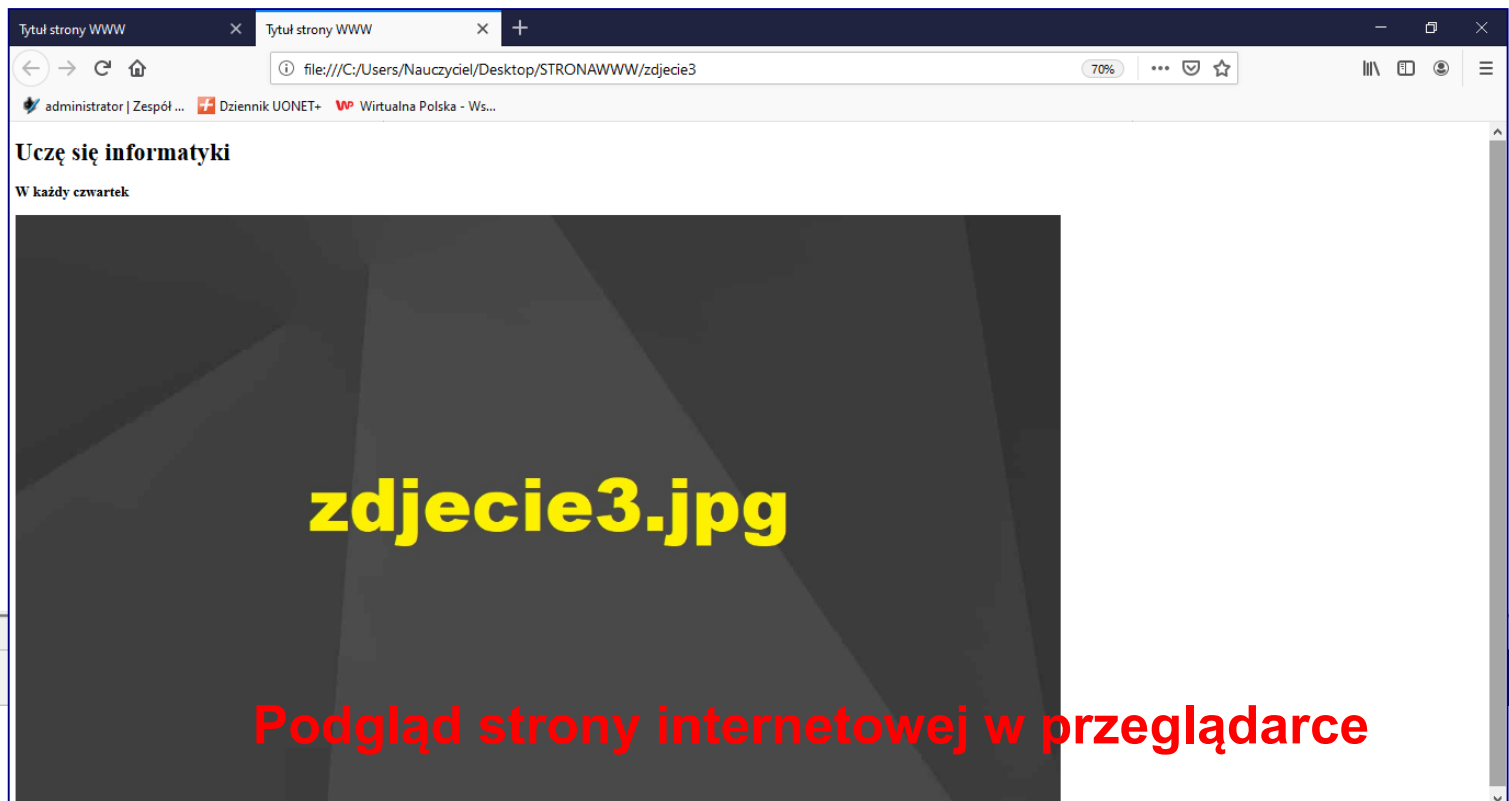 Tytuł strony WWW Tytuł strony WWW
file:///C:/Users/Nauczyciel/Desktop/STRONAWWW/zdjecie3 70%
administrator | Zespół ... Dziennik UONET+ Wirtualna Polska - Ws...
Uczę się informatyki
W każdy czwartek
zdjecie3.jpg
Podgląd strony internetowej w przeglądarce